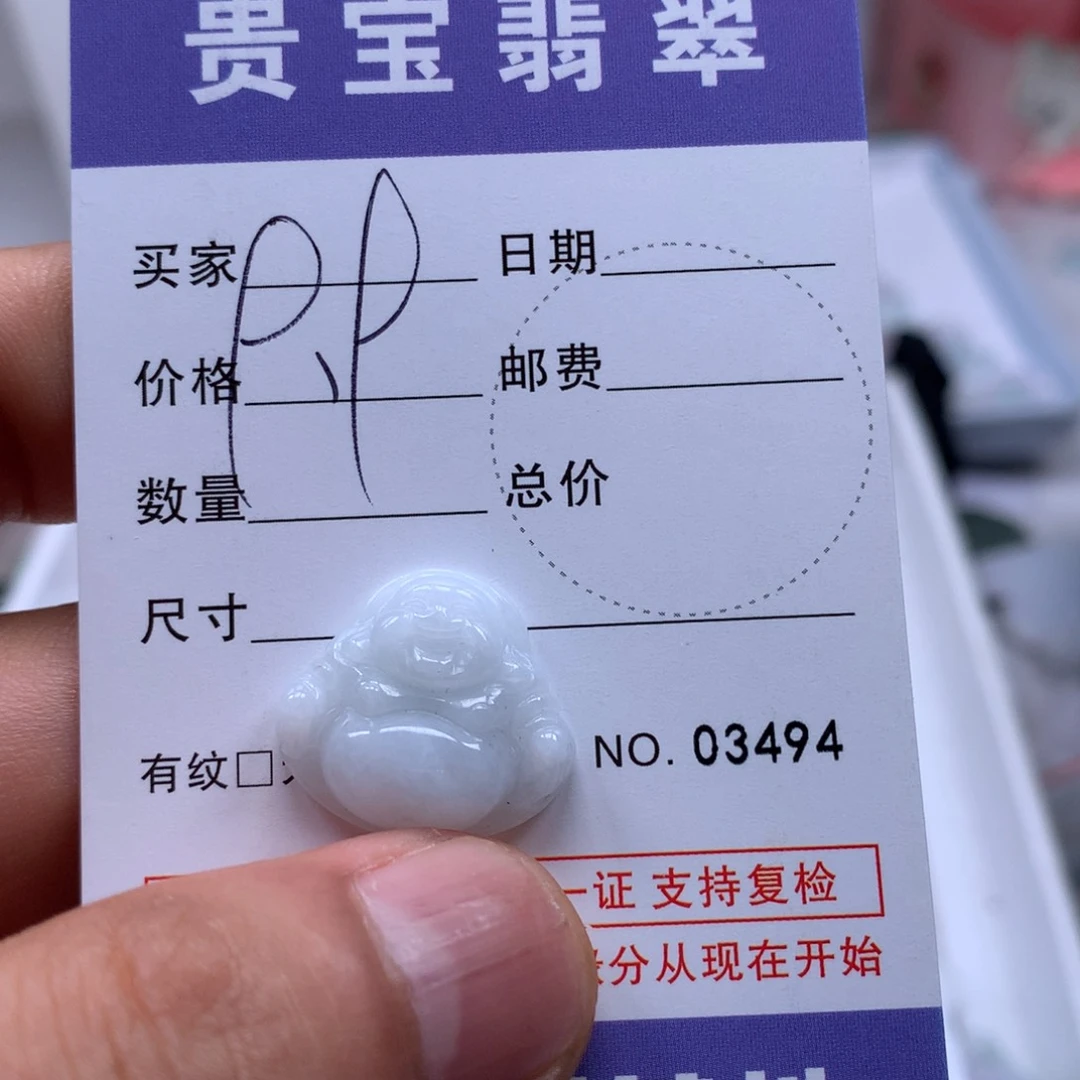 贵宝翡翠
买家 日期
价格 邮费
数量 总价
尺寸
有纹□ NO. 03494
一证 支持复检
缘分从现在开始